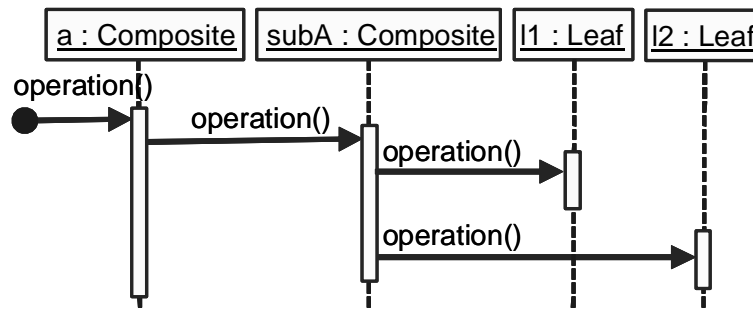 a : Composite
subA : Composite
l1 : Leaf
l2 : Leaf
operation()
operation()
operation()
operation()